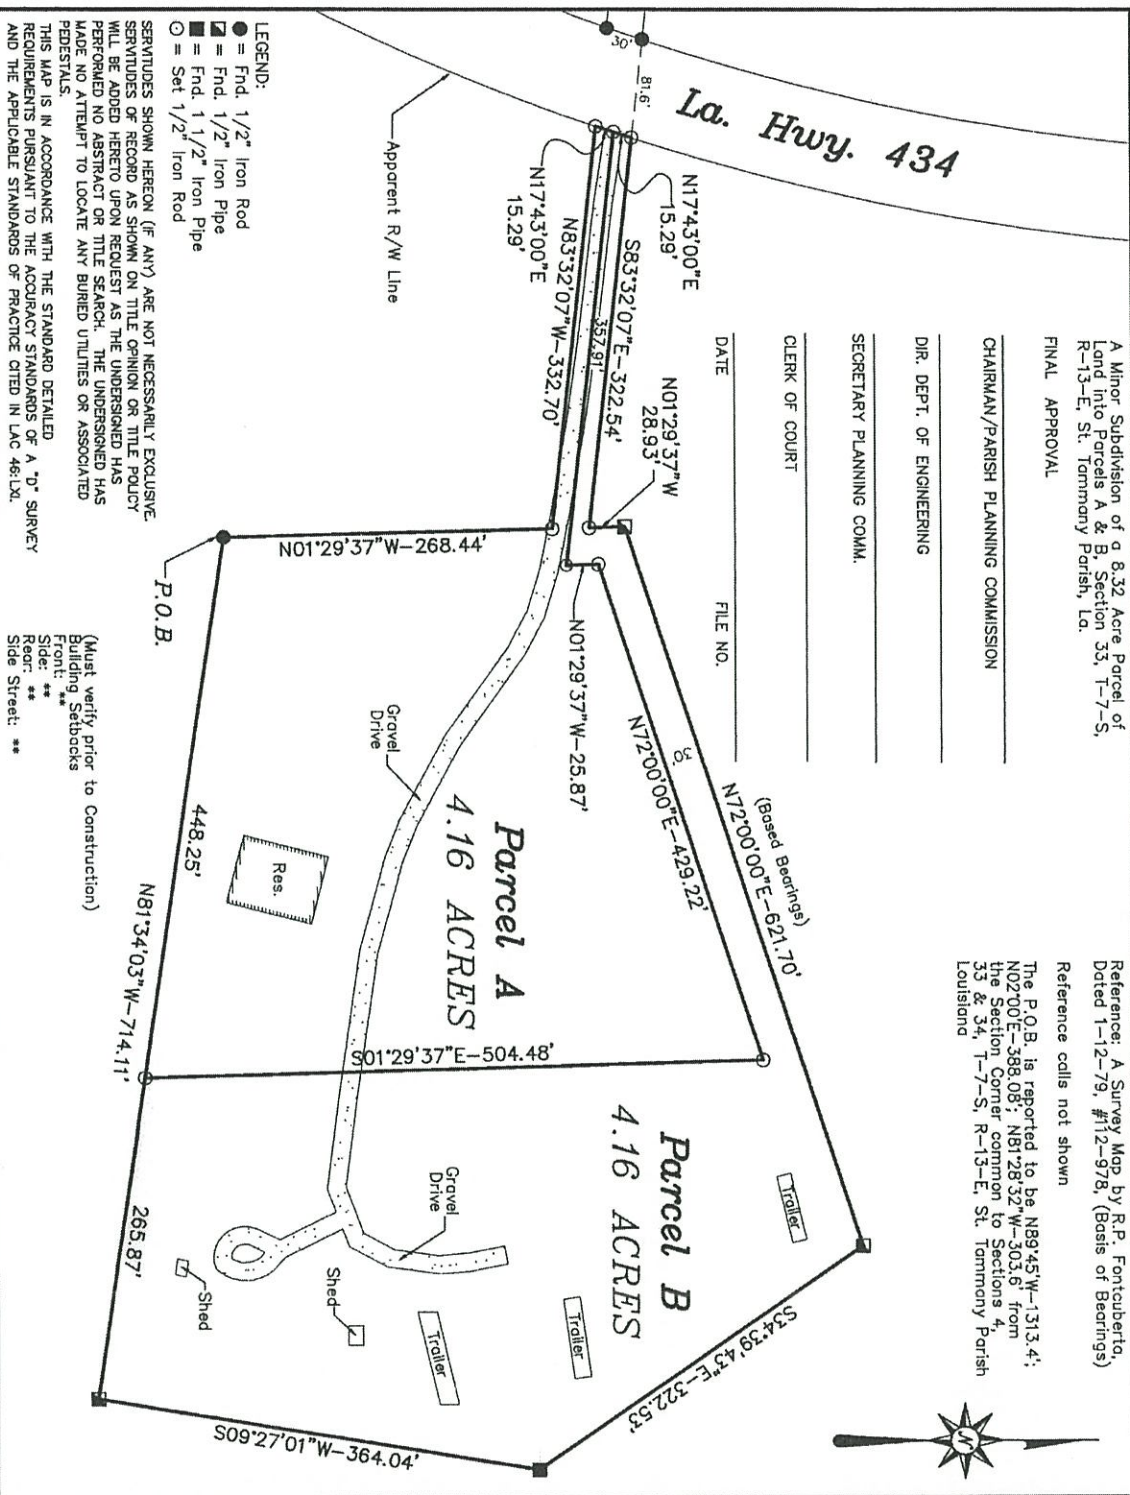 A Minor Subdivision of a 8.32 Acre Parcel of
Land into Parcels A & B, Section 33, T-7-S,
R-13-E, St. Tammany Parish, La.
FINAL APPROVAL
CHAIRMAN/PARISH PLANNING COMMISSION
DIR. DEPT. OF ENGINEERING
SECRETARY PLANNING COMM.
CLERK OF COURT
DATE FILE NO.
Reference: A Survey Map by R.P. Fontcuberta,
Dated 1-12-79, #112-978, (Basis of Bearings)
Reference calls not shown
The P.O.B. is reported to be N89°45'W-1313.4';
N02°00'E-388.08'; N81°28'32"W-303.6' from
the Section Corner common to Sections 4,
33 & 34, T-7-S, R-13-E, St. Tammany Parish
Louisiana
N
La. Hwy. 434
30'
81.6'
N17°43'00"E
15.29'
S83°32'07"E-322.54'
357.91'
N83°32'07"W-332.70'
N17°43'00"E
15.29'
Apparent R/W Line
N01°29'37"W
28.93'
N01°29'37"W-25.87'
(Based Bearings)
N72°00'00"E-621.70'
30'
N72°00'00"E-429.22'
N01°29'37"W-268.44'
P.O.B.
Gravel
Drive
Parcel A
4.16 ACRES
Res.
S01°29'37"E-504.48'
448.25'
N81°34'03"W-714.11'
265.87'
Parcel B
4.16 ACRES
Trailer
Trailer
Trailer
Gravel
Drive
Shed
Shed
S34°39'43"E-322.53'
S09°27'01"W-364.04'
LEGEND:
= Fnd. 1/2" Iron Rod
= Fnd. 1/2" Iron Pipe
= Fnd. 1 1/2" Iron Pipe
= Set 1/2" Iron Rod
SERVITUDES SHOWN HEREON (IF ANY) ARE NOT NECESSARILY EXCLUSIVE.
SERVITUDES OF RECORD AS SHOWN ON TITLE OPINION OR TITLE POLICY
WILL BE ADDED HERETO UPON REQUEST AS THE UNDERSIGNED HAS
PERFORMED NO ABSTRACT OR TITLE SEARCH. THE UNDERSIGNED HAS
MADE NO ATTEMPT TO LOCATE ANY BURIED UTILITIES OR ASSOCIATED
PEDESTALS.
THIS MAP IS IN ACCORDANCE WITH THE STANDARD DETAILED
REQUIREMENTS PURSUANT TO THE ACCURACY STANDARDS OF A "D" SURVEY
AND THE APPLICABLE STANDARDS OF PRACTICE CITED IN LAC 46:LXI.
(Must verify prior to Construction)
Building Setbacks
Front: **
Side: **
Rear: **
Side Street: **